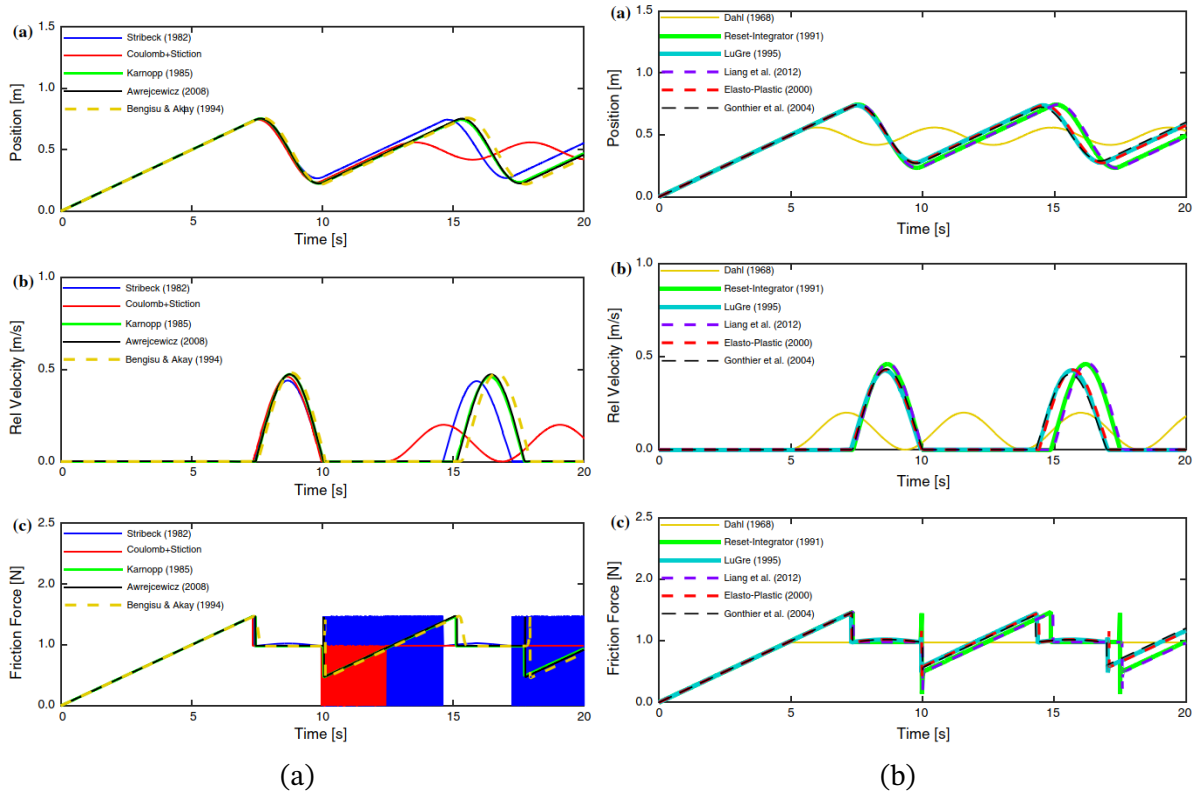 (a)
Stribeck (1982)
Coulomb+Stiction
Karnopp (1985)
Awrejcewicz (2008)
Bengisu & Akay (1994)
Position [m]
1.5
1.0
0.5
0.0
0 5 10 15 20
Time [s]
(b)
Stribeck (1982)
Coulomb+Stiction
Karnopp (1985)
Awrejcewicz (2008)
Bengisu & Akay (1994)
Rel Velocity [m/s]
1.0
0.5
0.0
0 5 10 15 20
Time [s]
(c)
Stribeck (1982)
Coulomb+Stiction
Karnopp (1985)
Awrejcewicz (2008)
Bengisu & Akay (1994)
Friction Force [N]
2.5
2.0
1.5
1.0
0.0
0 5 10 15 20
Time [s]
(a)
(a)
Dahl (1968)
Reset-Integrator (1991)
LuGre (1995)
Liang et al. (2012)
Elasto-Plastic (2000)
Gonthier et al. (2004)
Position [m]
1.5
1.0
0.5
0.0
0 5 10 15 20
Time [s]
(b)
Dahl (1968)
Reset-Integrator (1991)
LuGre (1995)
Liang et al. (2012)
Elasto-Plastic (2000)
Gonthier et al. (2004)
Rel Velocity [m/s]
1.0
0.5
0.0
0 5 10 15 20
Time [s]
(c)
Dahl (1968)
Reset-Integrator (1991)
LuGre (1995)
Liang et al. (2012)
Elasto-Plastic (2000)
Gonthier et al. (2004)
Friction Force [N]
2.5
2.0
1.5
1.0
0.0
0 5 10 15 20
Time [s]
(b)